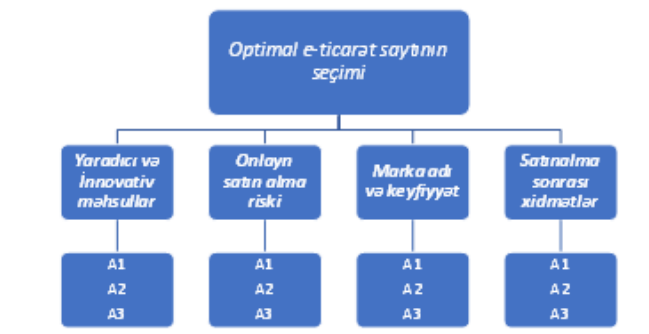 Optimal e-ticarət saytının
seçimi
Yaradıcı və
İnnovativ
məhsullar
Onlayn
satın alma
riski
Marka adı
və keyfiyyət
Satınalma
sonrası
xidmətlər
A1
A2
A3
A1
A2
A3
A1
A2
A3
A1
A2
A3